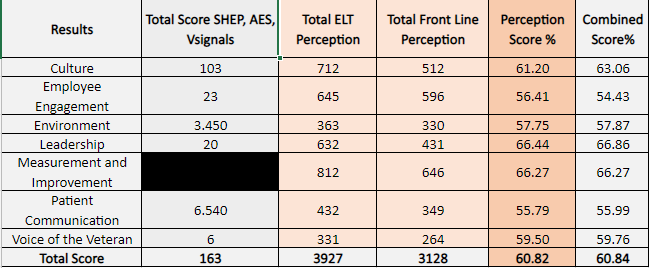 Results Total Score SHEP, AES, Vsignals Total ELT Perception Total Front Line Perception Perception Score % Combined Score%
Culture 103 712 512 61.20 63.06
Employee Engagement 23 645 596 56.41 54.43
Environment 3.450 363 330 57.75 57.87
Leadership 20 632 431 66.44 66.86
Measurement and Improvement 812 646 66.27 66.27
Patient Communication 6.540 432 349 55.79 55.99
Voice of the Veteran 6 331 264 59.50 59.76
Total Score 163 3927 3128 60.82 60.84